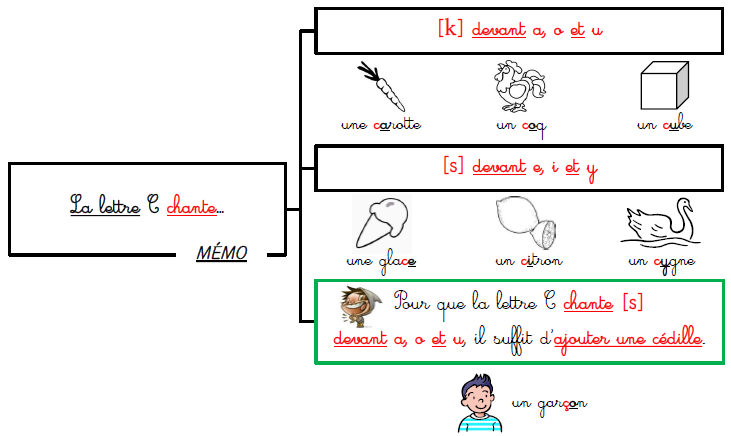 La lettre C chante...
MÉMO
[k] devant a, o et u
une carotte
un coq
un cube
[s] devant e, i et y
une glace
un citron
un cygne
Pour que la lettre C chante [s]
devant a, o et u, il suffit d'ajouter une cédille.
un garçon